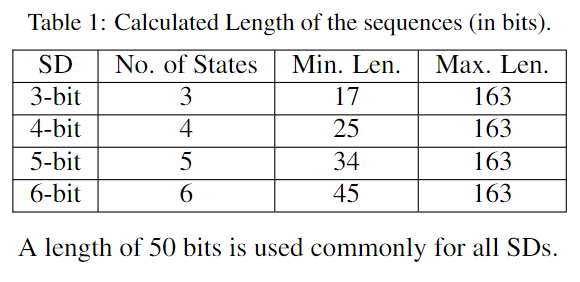 Table 1: Calculated Length of the sequences (in bits).
SD No. of States Min. Len. Max. Len.
3-bit 3 17 163
4-bit 4 25 163
5-bit 5 34 163
6-bit 6 45 163
A length of 50 bits is used commonly for all SDs.